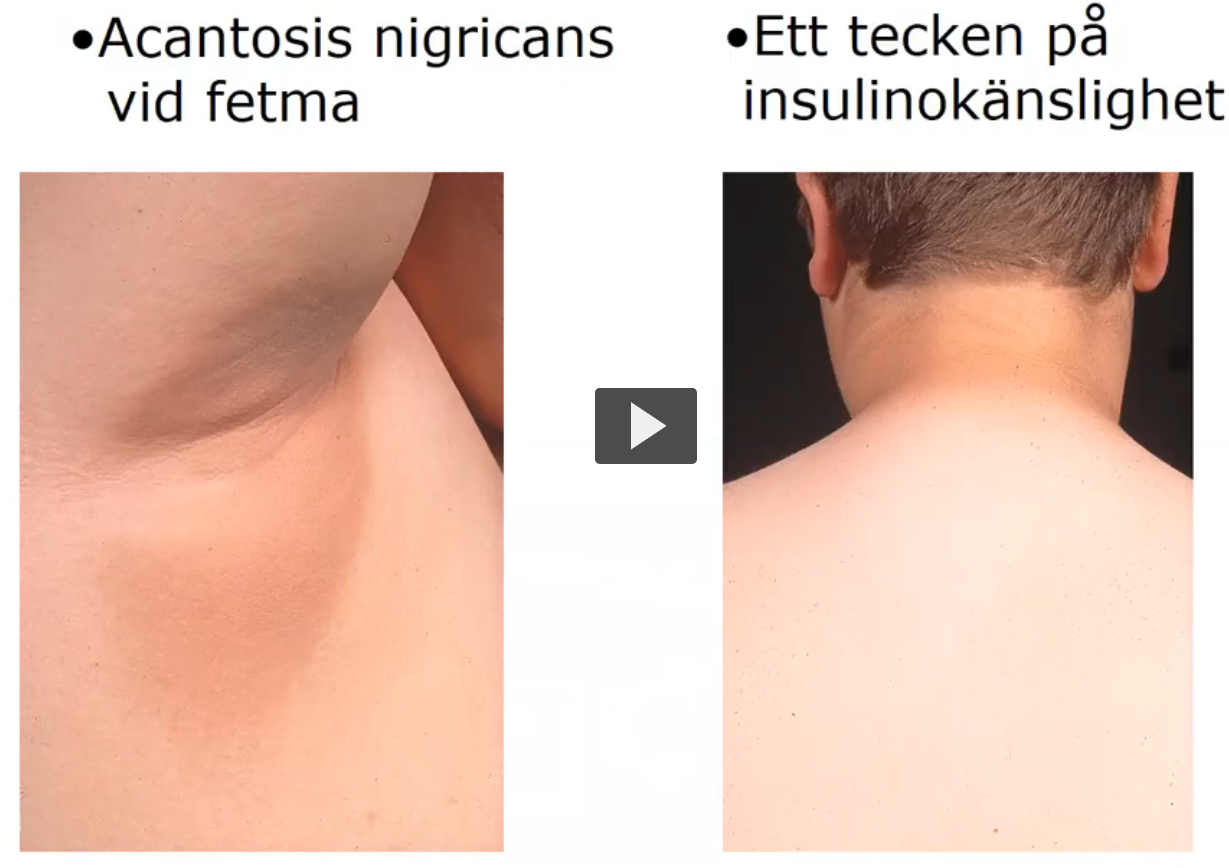 •Acantosis nigricans
vid fetma
•Ett tecken på
insulinokänslighet